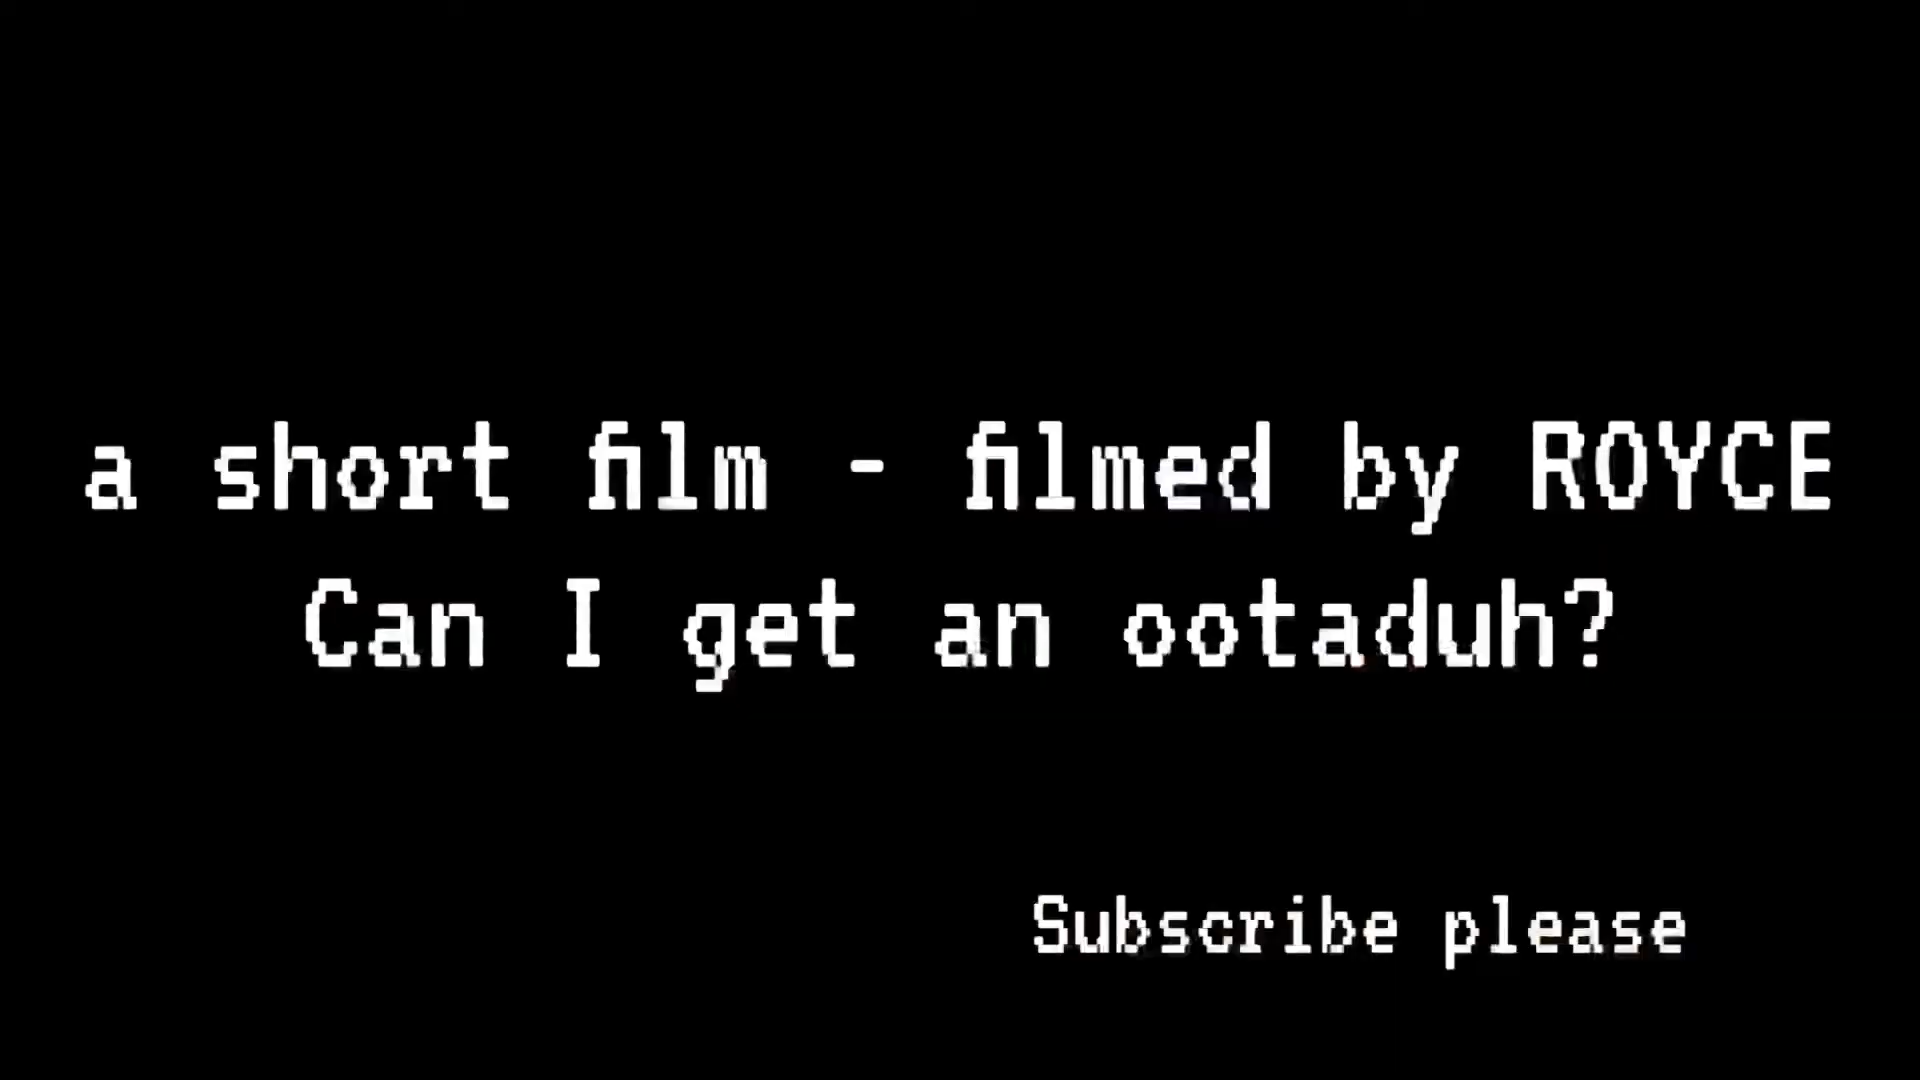 a short film - filmed by ROYCE
Can I get an ootaduh?
Subscribe please